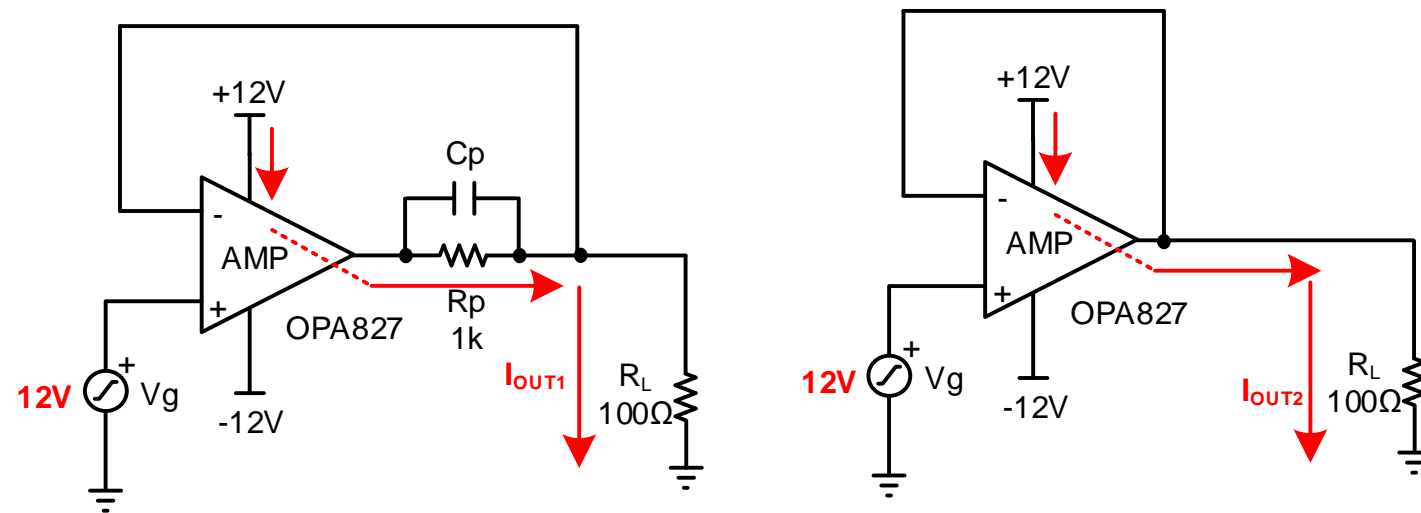 +12V
Cp
-
AMP
+
OPA827
Rp
1k
12V
+
Vg
-12V
IOUT1
RL
100Ω
+12V
-
AMP
+
OPA827
12V
+
Vg
-12V
IOUT2
RL
100Ω